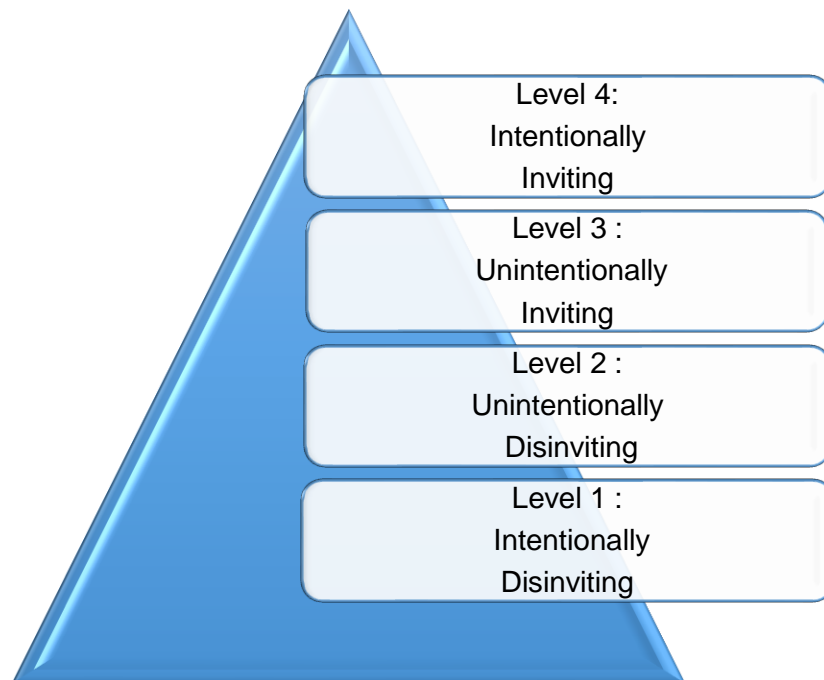 Level 4:
Intentionally
Inviting
Level 3 :
Unintentionally
Inviting
Level 2 :
Unintentionally
Disinviting
Level 1 :
Intentionally
Disinviting